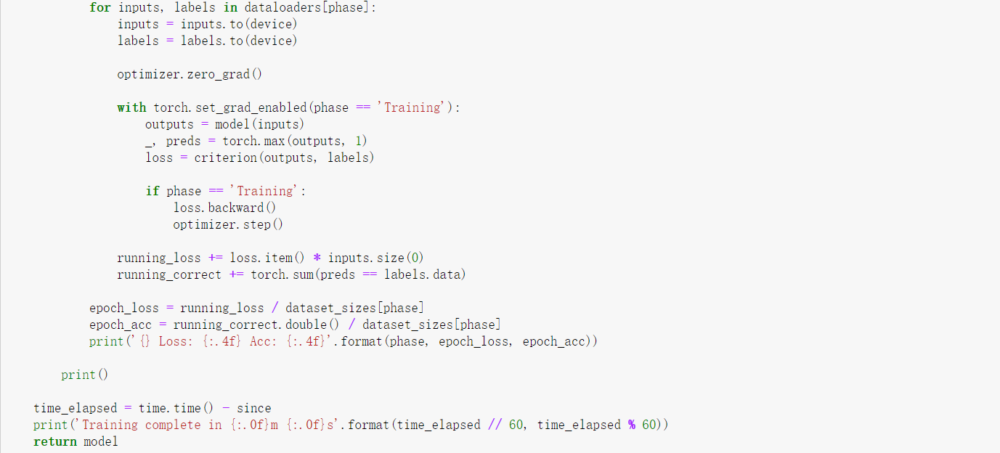 for inputs, labels in dataloaders[phase]:
inputs = inputs.to(device)
labels = labels.to(device)
optimizer.zero_grad()
with torch.set_grad_enabled(phase == 'Training'):
outputs = model(inputs)
_, preds = torch.max(outputs, 1)
loss = criterion(outputs, labels)
if phase == 'Training':
loss.backward()
optimizer.step()
running_loss += loss.item() * inputs.size(0)
running_correct += torch.sum(preds == labels.data)
epoch_loss = running_loss / dataset_sizes[phase]
epoch_acc = running_correct.double() / dataset_sizes[phase]
print('{} Loss: {:.4f} Acc: {:.4f}'.format(phase, epoch_loss, epoch_acc))
print()
time_elapsed = time.time() - since
print('Training complete in {:.0f}m {:.0f}s'.format(time_elapsed // 60, time_elapsed % 60))
return model